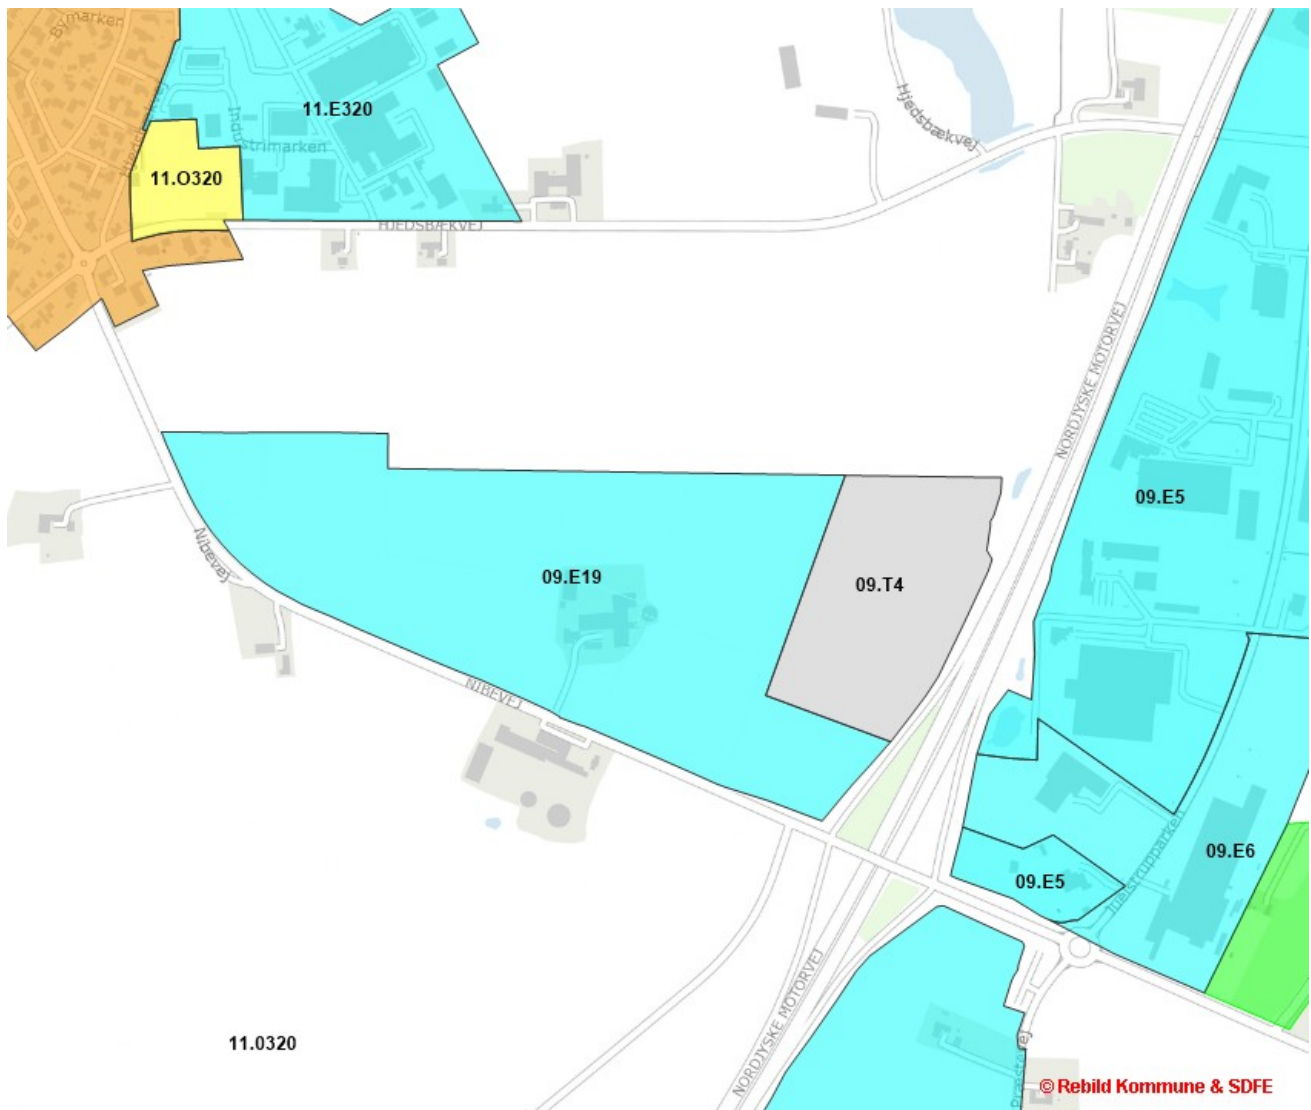 Bymarken
11.E320
Industrimarken
11.O320
HJEDSBÆKVEJ
Hjedsbækvej
NORDJYSKE MOTORVEJ
09.E5
Nibevej
09.E19
09.T4
NIBEVEJ
Juelstrupparken
09.E6
09.E5
NORDJYSKE MOTORVEJ
11.0320
© Rebild Kommune & SDFE